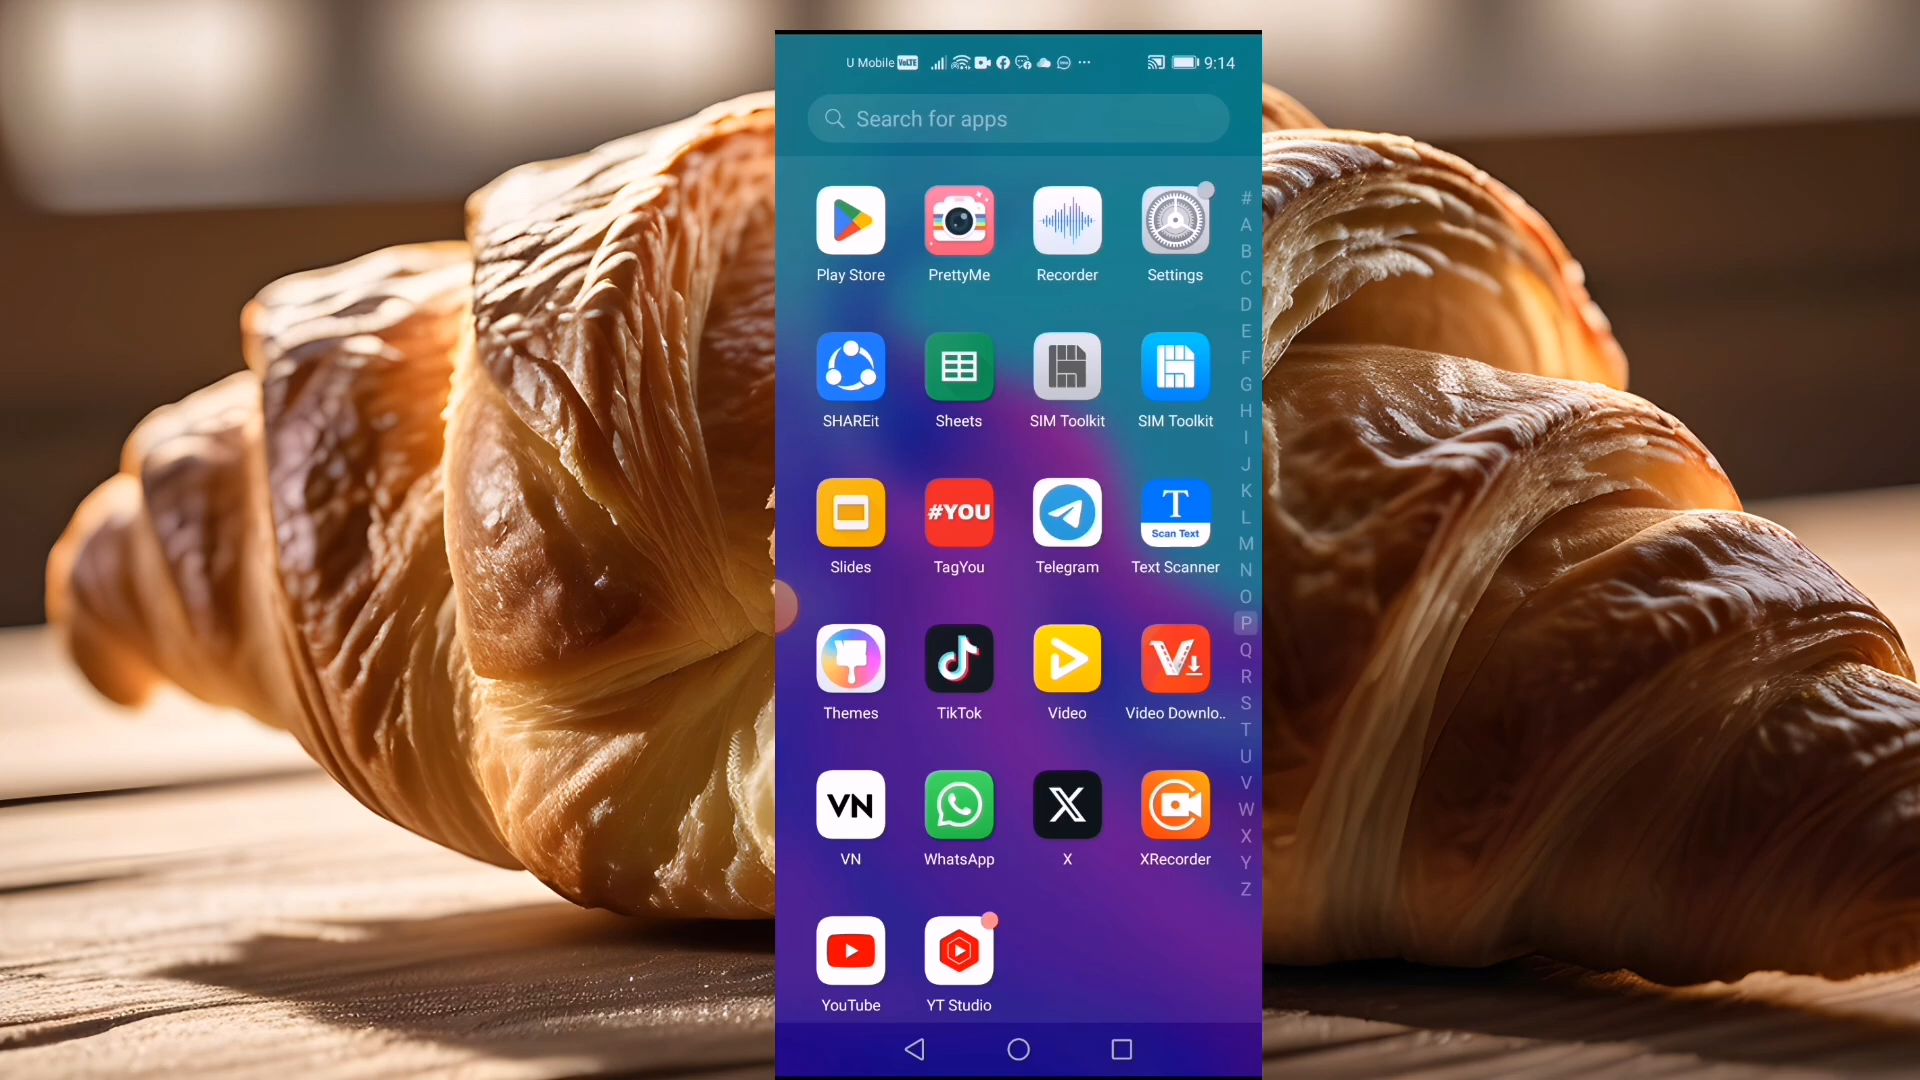 U Mobile VoLTE 9:14
Search for apps
Play Store PrettyMe Recorder Settings
SHAREit Sheets SIM Toolkit SIM Toolkit
#YOU T
Scan Text
Slides TagYou Telegram Text Scanner
Themes TikTok Video Video Downlo..
VN
VN WhatsApp X XRecorder
YouTube YT Studio
#
A
B
C
D
E
F
G
H
I
J
K
L
M
N
O
P
Q
R
S
T
U
V
W
X
Y
Z